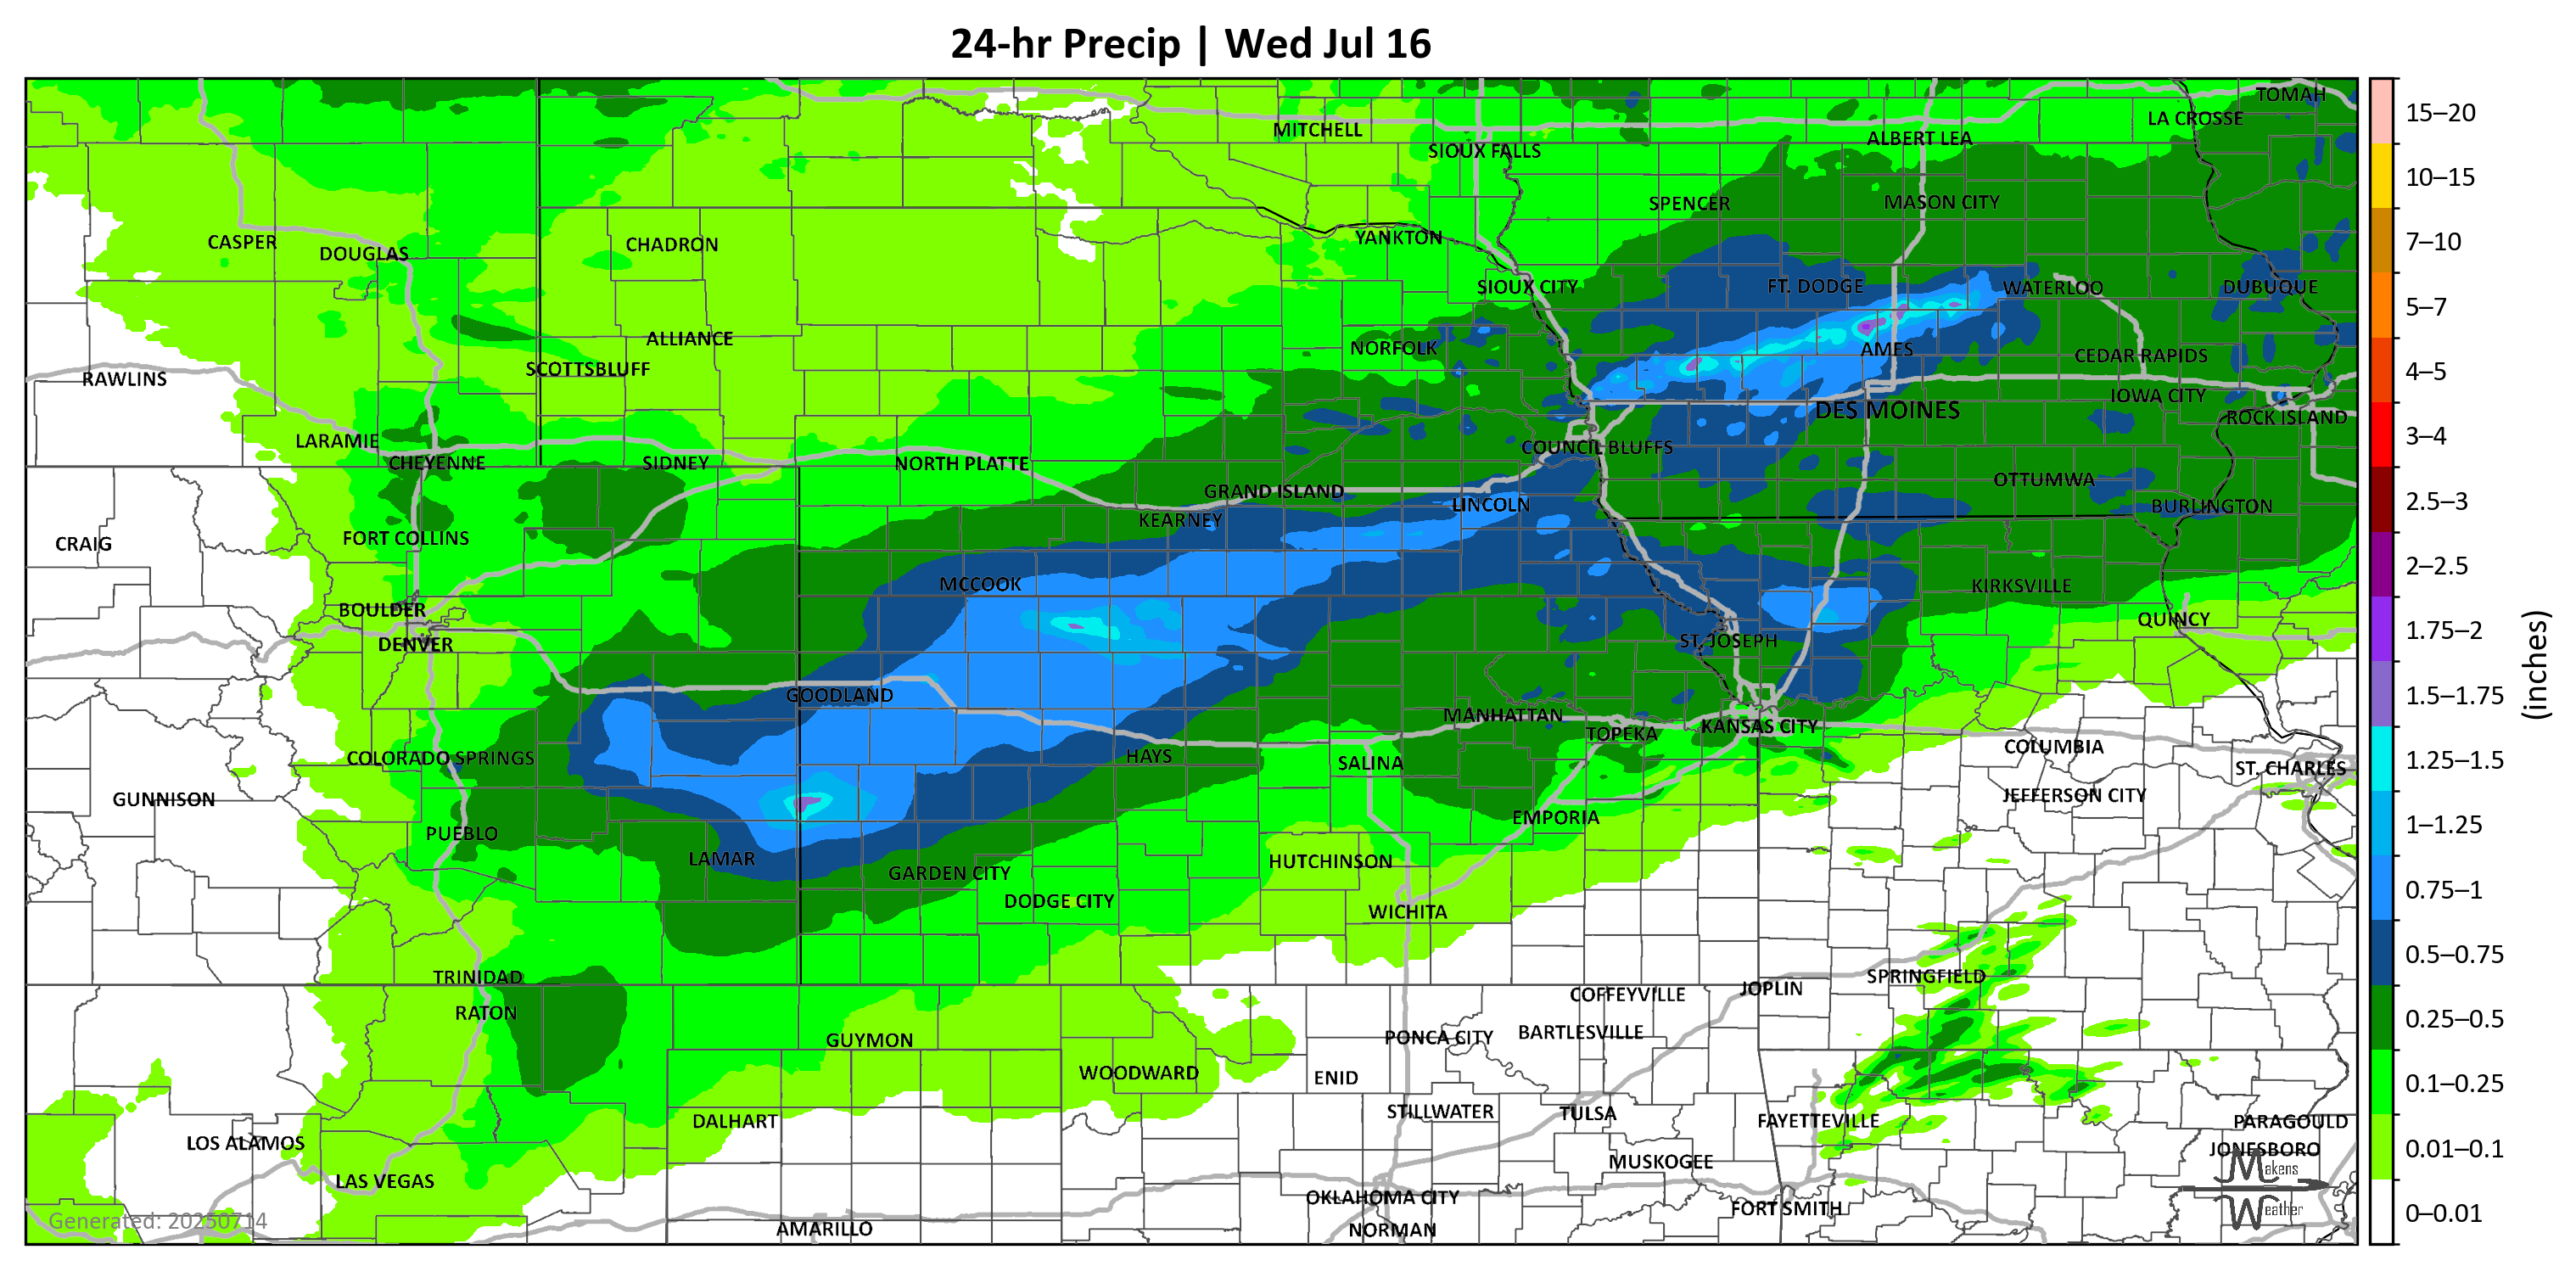 24-hr Precip | Wed Jul 16
TOMAH
LA CROSSE
MITCHELL
ALBERT LEA
SIOUX FALLS
SPENCER
MASON CITY
YANKTON
CASPER
CHADRON
DOUGLAS
SIOUX CITY
FT. DODGE
WATERLOO
DUBUQUE
ALLIANCE
NORFOLK
AMES
CEDAR RAPIDS
SCOTTSBLUFF
RAWLINS
IOWA CITY
DES MOINES
ROCK ISLAND
LARAMIE
COUNCIL BLUFFS
CHEYENNE
SIDNEY
NORTH PLATTE
OTTUMWA
GRAND ISLAND
LINCOLN
BURLINGTON
KEARNEY
FORT COLLINS
CRAIG
MCCOOK
KIRKSVILLE
BOULDER
QUINCY
DENVER
ST. JOSEPH
GOODLAND
MANHATTAN
KANSAS CITY
TOPEKA
COLUMBIA
COLORADO SPRINGS
HAYS
SALINA
ST. CHARLES
GUNNISON
JEFFERSON CITY
EMPORIA
PUEBLO
LAMAR
HUTCHINSON
GARDEN CITY
DODGE CITY
WICHITA
TRINIDAD
SPRINGFIELD
JOPLIN
COFFEYVILLE
RATON
BARTLESVILLE
PONCA CITY
GUYMON
WOODWARD
ENID
STILLWATER
TULSA
DALHART
FAYETTEVILLE
PARAGOULD
LOS ALAMOS
JONESBORO
MUSKOGEE
LAS VEGAS
OKLAHOMA CITY
FORT SMITH
AMARILLO
NORMAN
Generated: 20250714
Makens
Weather
15–20
10–15
7–10
5–7
4–5
3–4
2.5–3
2–2.5
1.75–2
1.5–1.75
1.25–1.5
1–1.25
0.75–1
0.5–0.75
0.25–0.5
0.1–0.25
0.01–0.1
0–0.01
(inches)